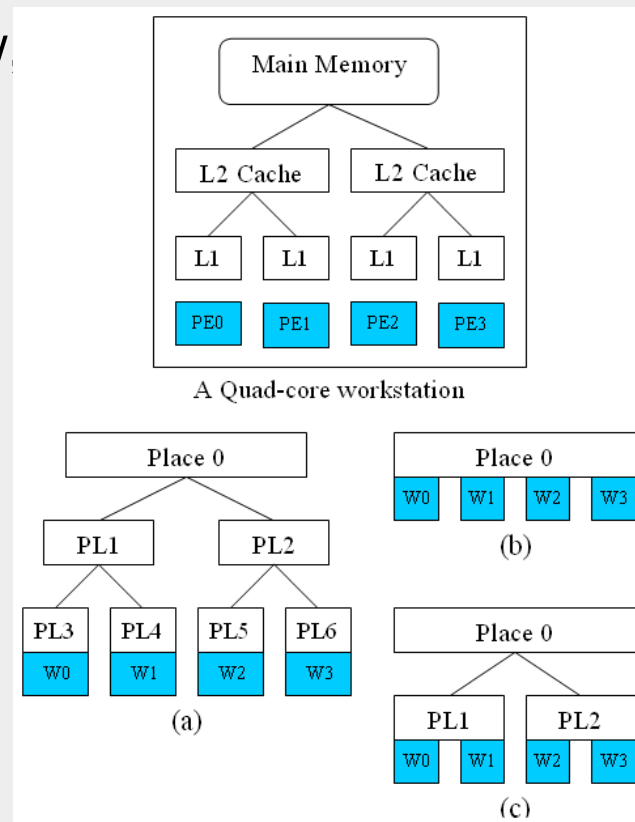 Main Memory
L2 Cache L2 Cache
L1 L1 L1 L1
PE0 PE1 PE2 PE3
A Quad-core workstation
Place 0
PL1 PL2
PL3 PL4 PL5 PL6
W0 W1 W2 W3
(a)
Place 0
W0 W1 W2 W3
(b)
Place 0
PL1 PL2
W0 W1 W2 W3
(c)